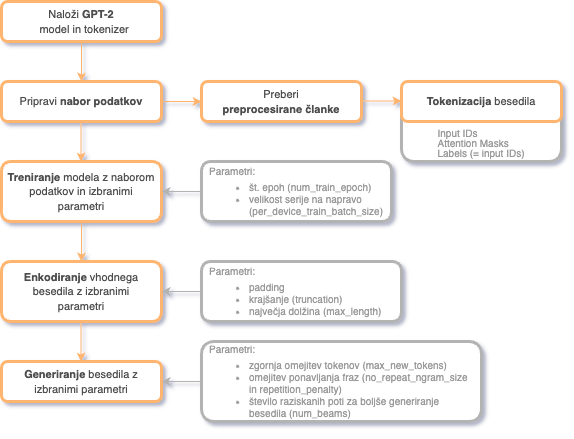 Naloži GPT-2
model in tokenizer
Pripravi nabor podatkov
Preberi
preprocesirane članke
Tokenizacija besedila
Input IDs
Attention Masks
Labels (= input IDs)
Treniranje modela z naborom
podatkov in izbranimi
parametri
Parametri:
• št. epoh (num_train_epoch)
• velikost serije na napravo
(per_device_train_batch_size)
Enkodiranje vhodnega
besedila z izbranimi
parametri
Parametri:
• padding
• krajšanje (truncation)
• največja dolžina (max_length)
Generiranje besedila z
izbranimi parametri
Parametri:
• zgornja omejitev tokenov (max_new_tokens)
• omejitev ponavljanja fraz (no_repeat_ngram_size
in repetition_penalty)
• število raziskanih poti za boljše generiranje
besedila (num_beams)